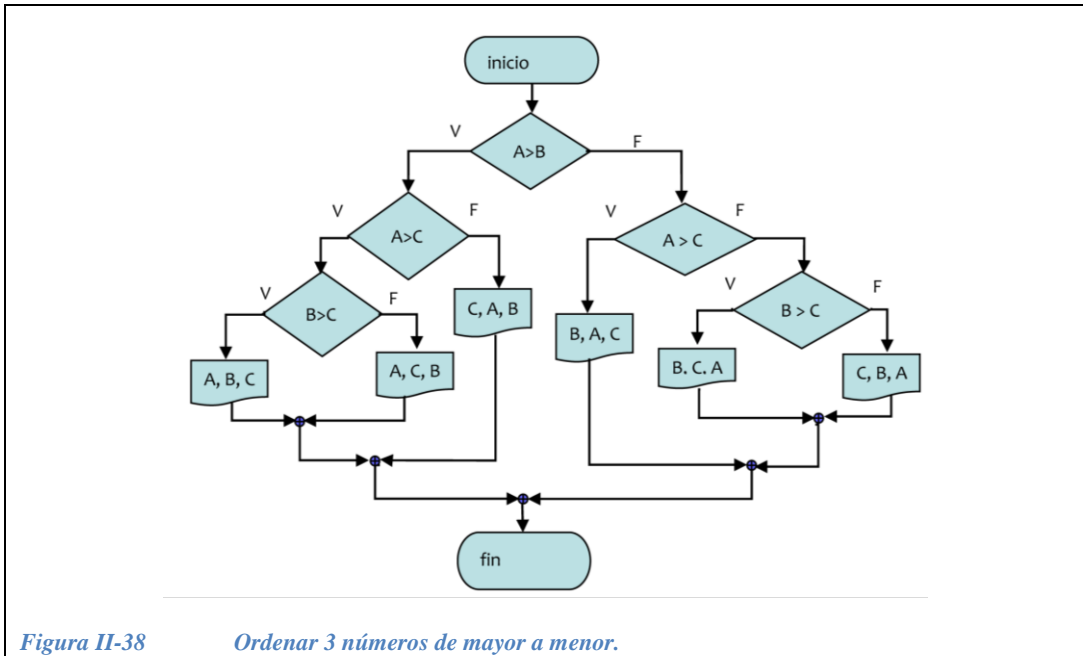 inicio
A>B
V
F
A>C
V
F
A > C
V
F
B>C
V
F
C, A, B
B, A, C
B > C
V
F
A, B, C
A, C, B
B. C. A
C, B, A
fin
Figura II-38 Ordenar 3 números de mayor a menor.